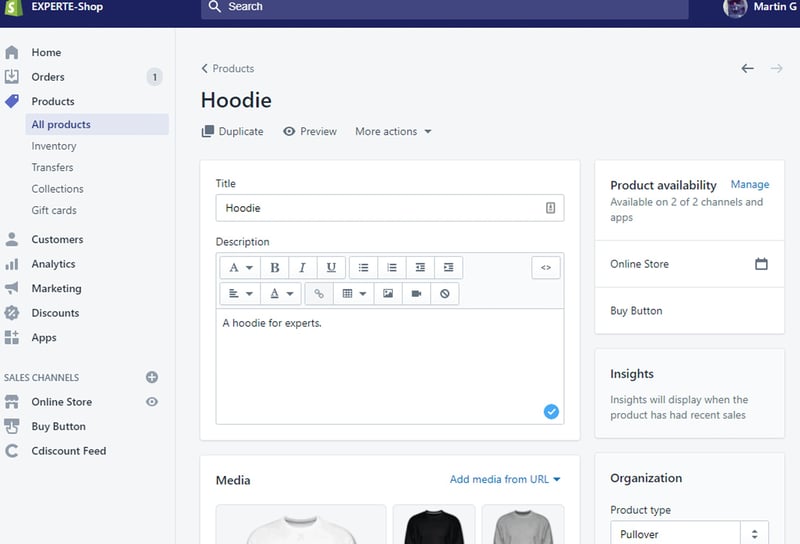 EXPERTE-Shop
Search
Martin G
Home
Orders
1
Products
All products
Inventory
Transfers
Collections
Gift cards
Customers
Analytics
Marketing
Discounts
Apps
SALES CHANNELS
Online Store
Buy Button
Cdiscount Feed
Products
Hoodie
Duplicate
Preview
More actions
Title
Hoodie
Description
A
B
I
U
<>
A
A hoodie for experts.
Media
Add media from URL
Product availability
Manage
Available on 2 of 2 channels and
apps
Online Store
Buy Button
Insights
Insights will display when the
product has had recent sales
Organization
Product type
Pullover